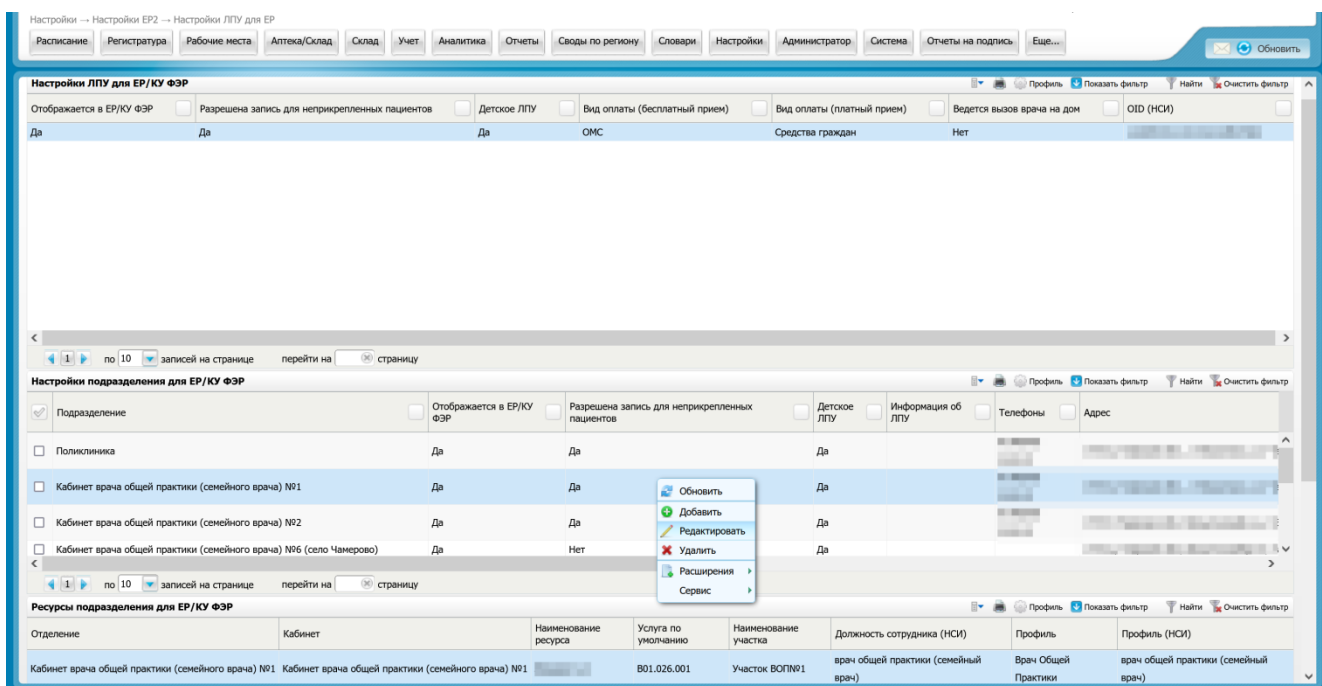 Настройки → Настройки ЕР2 → Настройки ЛПУ для ЕР
Расписание Регистратура Рабочие места Аптека/Склад Склад Учет Аналитика Отчеты Своды по региону Словари Настройки Администратор Система Отчеты на подпись Еще...
Обновить
Настройки ЛПУ для ЕР/КУ ФЭР Профиль Показать фильтр Найти Очистить фильтр
Отображается в ЕР/КУ ФЭР Разрешена запись для неприкрепленных пациентов Детское ЛПУ Вид оплаты (бесплатный прием) Вид оплаты (платный прием) Ведется вызов врача на дом OID (НСИ)
Да Да Да ОМС Средства граждан Нет
1 по 10 записей на странице перейти на страницу
Настройки подразделения для ЕР/КУ ФЭР Профиль Показать фильтр Найти Очистить фильтр
Подразделение Отображается в ЕР/КУ ФЭР Разрешена запись для неприкрепленных пациентов Детское ЛПУ Информация об ЛПУ Телефоны Адрес
Поликлиника Да Да Да
Кабинет врача общей практики (семейного врача) №1 Да Да Да
Кабинет врача общей практики (семейного врача) №2 Да Да Да
Кабинет врача общей практики (семейного врача) №6 (село Чамерово) Да Нет Да
Обновить
Добавить
Редактировать
Удалить
Расширения
Сервис
1 по 10 записей на странице перейти на страницу
Ресурсы подразделения для ЕР/КУ ФЭР Профиль Показать фильтр Найти Очистить фильтр
Отделение Кабинет Наименование ресурса Услуга по умолчанию Наименование участка Должность сотрудника (НСИ) Профиль Профиль (НСИ)
Кабинет врача общей практики (семейного врача) №1 Кабинет врача общей практики (семейного врача) №1 B01.026.001 Участок ВОП№1 врач общей практики (семейный врач) Врач Общей Практики врач общей практики (семейный врач)